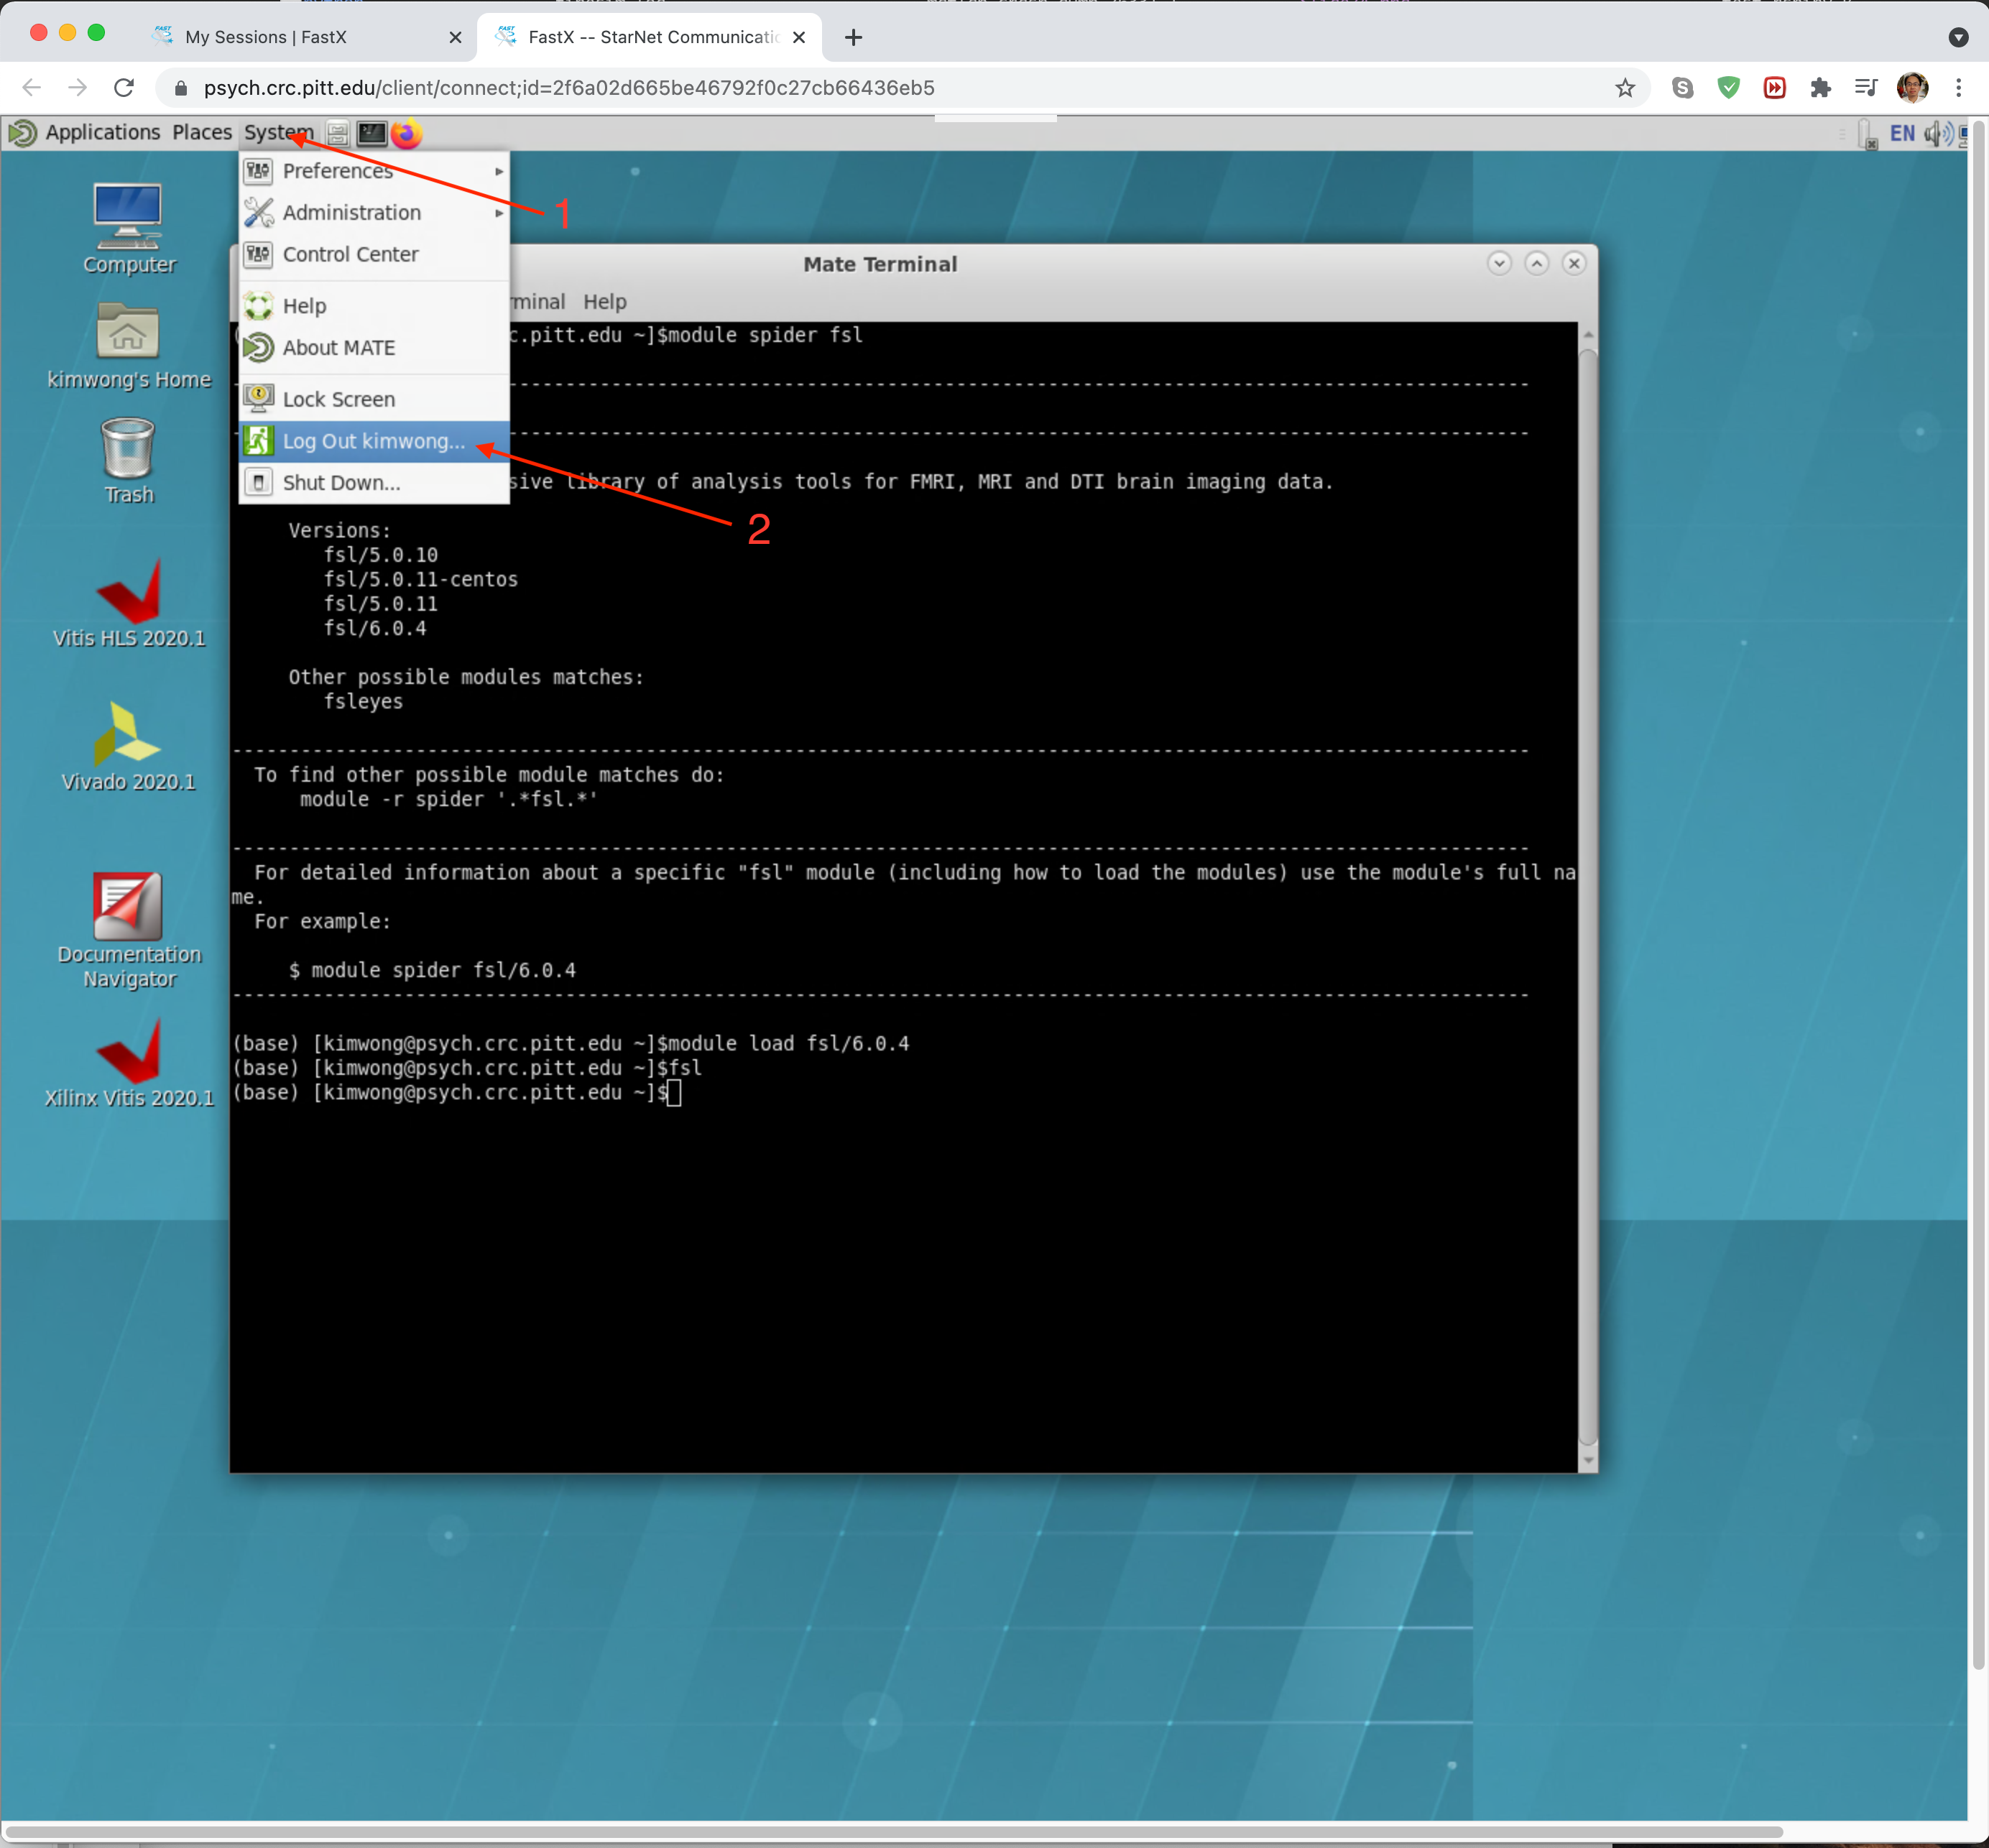 My Sessions | FastX
FastX -- StarNet Communicatio
psych.crc.pitt.edu/client/connect;id=2f6a02d665be46792f0c27cb66436eb5
Applications Places System
EN
Preferences
1
Administration
Control Center
Help
About MATE
Lock Screen
Log Out kimwong...
Shut Down...
2
Computer
kimwong's Home
Trash
Vitis HLS 2020.1
Vivado 2020.1
Documentation
Navigator
Xilinx Vitis 2020.1
Mate Terminal
rminal Help
c.pitt.edu ~]$module spider fsl
--------------------
--------------------
sive library of analysis tools for FMRI, MRI and DTI brain imaging data.
Versions:
fsl/5.0.10
fsl/5.0.11-centos
fsl/5.0.11
fsl/6.0.4
Other possible modules matches:
fsleyes
--------------------
To find other possible module matches do:
module -r spider '.*fsl.*'
--------------------
For detailed information about a specific "fsl" module (including how to load the modules) use the module's full na
me.
For example:
$ module spider fsl/6.0.4
--------------------
(base) [kimwong@psych.crc.pitt.edu ~]$module load fsl/6.0.4
(base) [kimwong@psych.crc.pitt.edu ~]$fsl
(base) [kimwong@psych.crc.pitt.edu ~]$